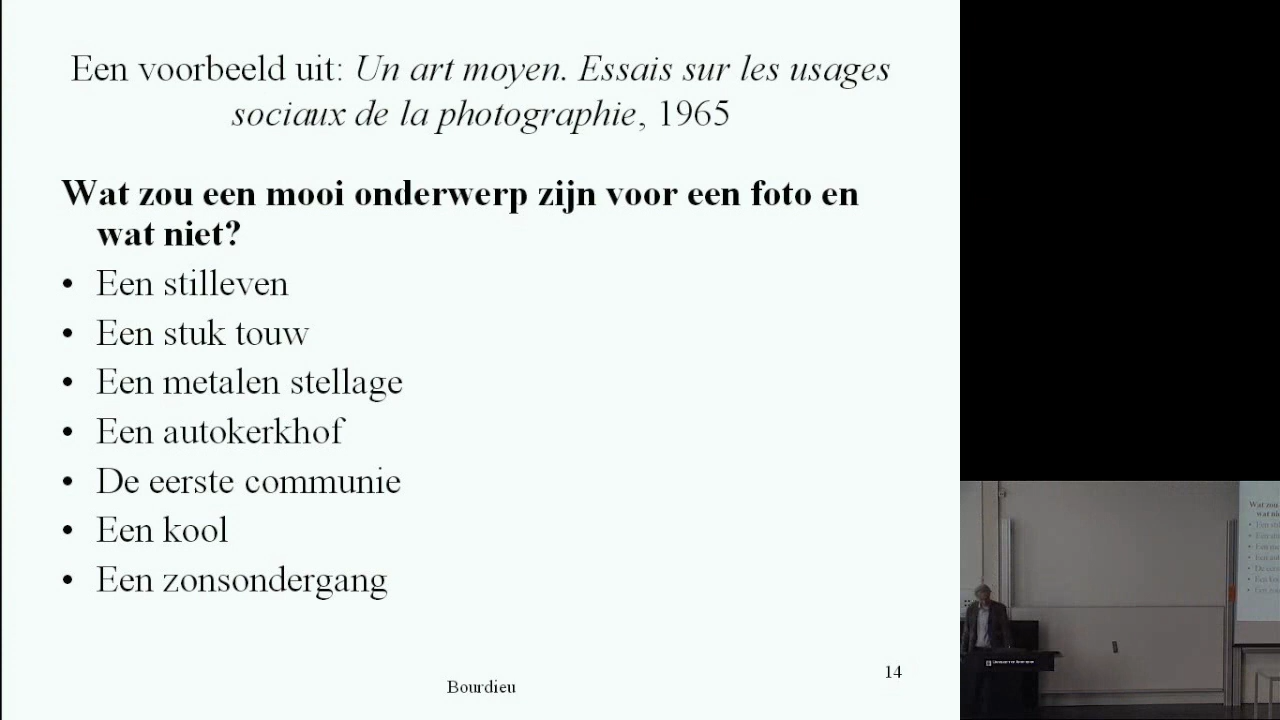 Een voorbeeld uit: Un art moyen. Essais sur les usages
sociaux de la photographie, 1965
Wat zou een mooi onderwerp zijn voor een foto en
wat niet?
• Een stilleven
• Een stuk touw
• Een metalen stellage
• Een autokerkhof
• De eerste communie
• Een kool
• Een zonsondergang
Bourdieu
14